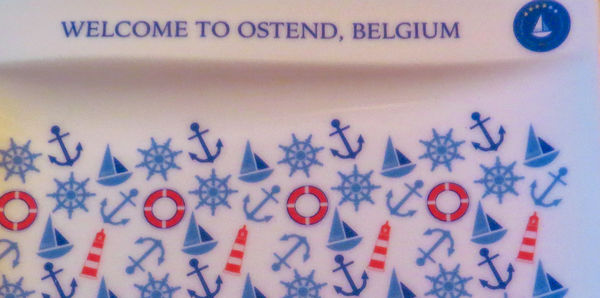 WELCOME TO OSTEND, BELGIUM